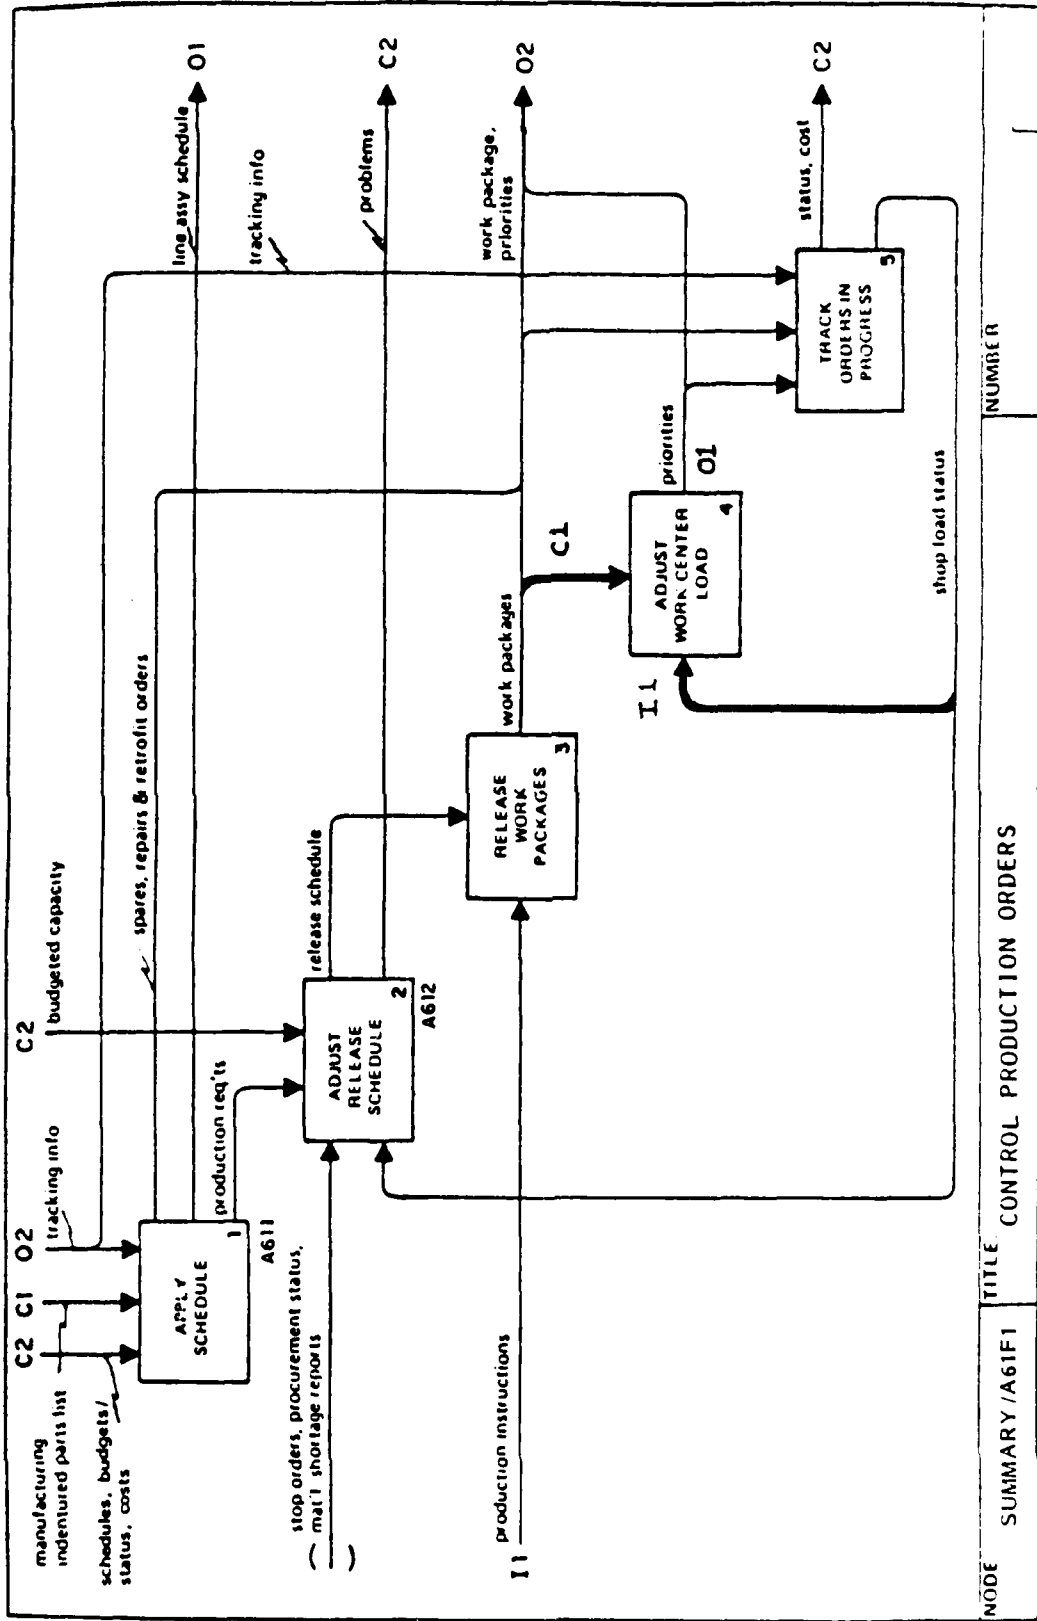 C2
C1
O2
C2
manufacturing
indentured parts list
schedules, budgets/
status, costs
tracking info
budgeted capacity
APPLY
SCHEDULE
1
A611
production req'ts
spares, repairs & retrofit orders
line assy schedule
O1
tracking info
( )
stop orders, procurement status,
mat'l shortage reports
ADJUST
RELEASE
SCHEDULE
2
A612
release schedule
problems
C2
I1
production instructions
RELEASE
WORK
PACKAGES
3
work packages
C1
work package,
priorities
O2
I1
ADJUST
WORK CENTER
LOAD
4
priorities
O1
TRACK
ORDERS IN
PROGRESS
5
status, cost
C2
shop load status
NODE
SUMMARY/A61F1
TITLE
CONTROL PRODUCTION ORDERS
NUMBER